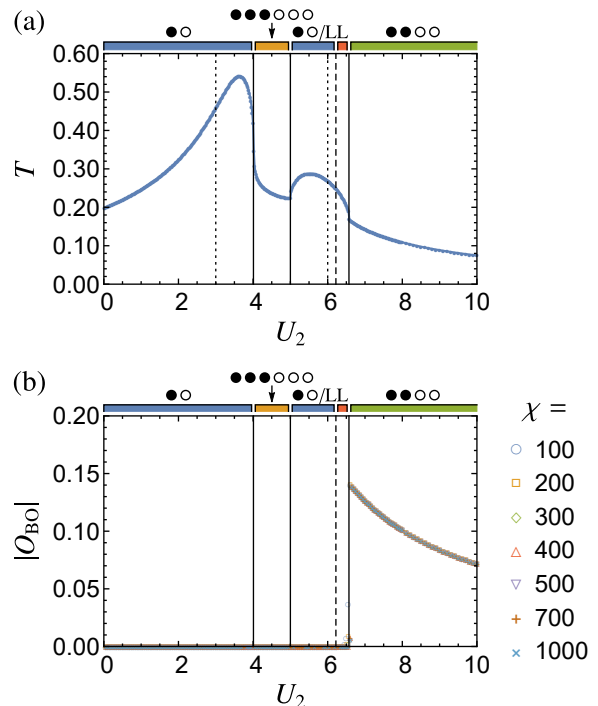 (a)
●●●○○○
●○ ●○/LL ●●○○
0.60
0.50
0.40
0.30
0.20
0.10
0.00
T
0 2 4 6 8 10
U₂
(b)
●●●○○○
●○ ●○/LL ●●○○
0.20
0.15
0.10
0.05
0.00
|O_BO|
0 2 4 6 8 10
U₂
χ =
100
200
300
400
500
700
1000